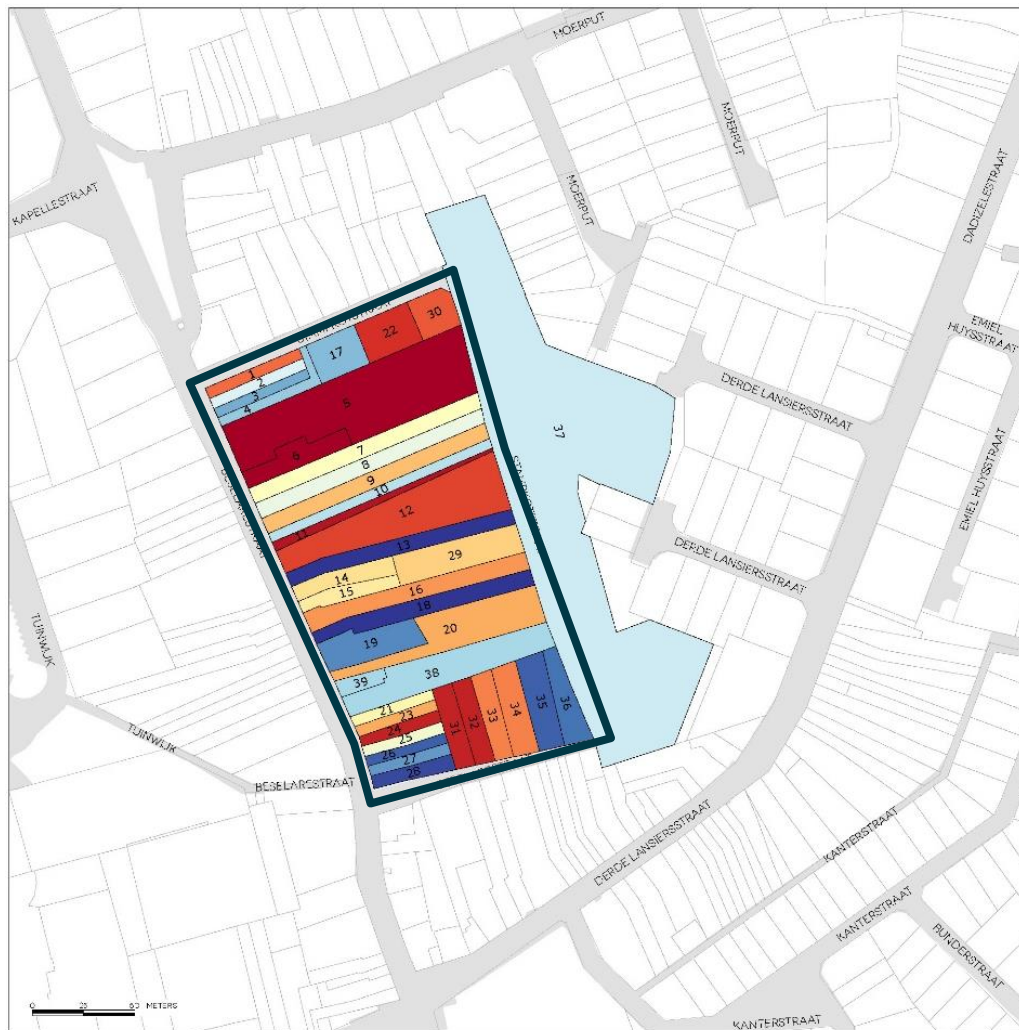 MOERPUT
MOERPUT
MOERPUT
KAPELLESTRAAT
DADIZELESTRAAT
EMIEL HUYSSTRAAT
30
22
17
1
2
3
4
5
6
7
8
9
10
11
12
13
14
15
29
16
18
19
20
37
38
39
21
23
24
25
26
27
28
31
32
33
34
35
36
DERDE LANSIERSSTRAAT
DERDE LANSIERSSTRAAT
EMIEL HUYSSTRAAT
BESELARESTRAAT
TUINWIJK
TUINWIJK
BESELARESTRAAT
DERDE LANSIERSSTRAAT
KANTERSTRAAT
KANTERSTRAAT
RUNDERSTRAAT
KANTERSTRAAT
0 25 50 METERS